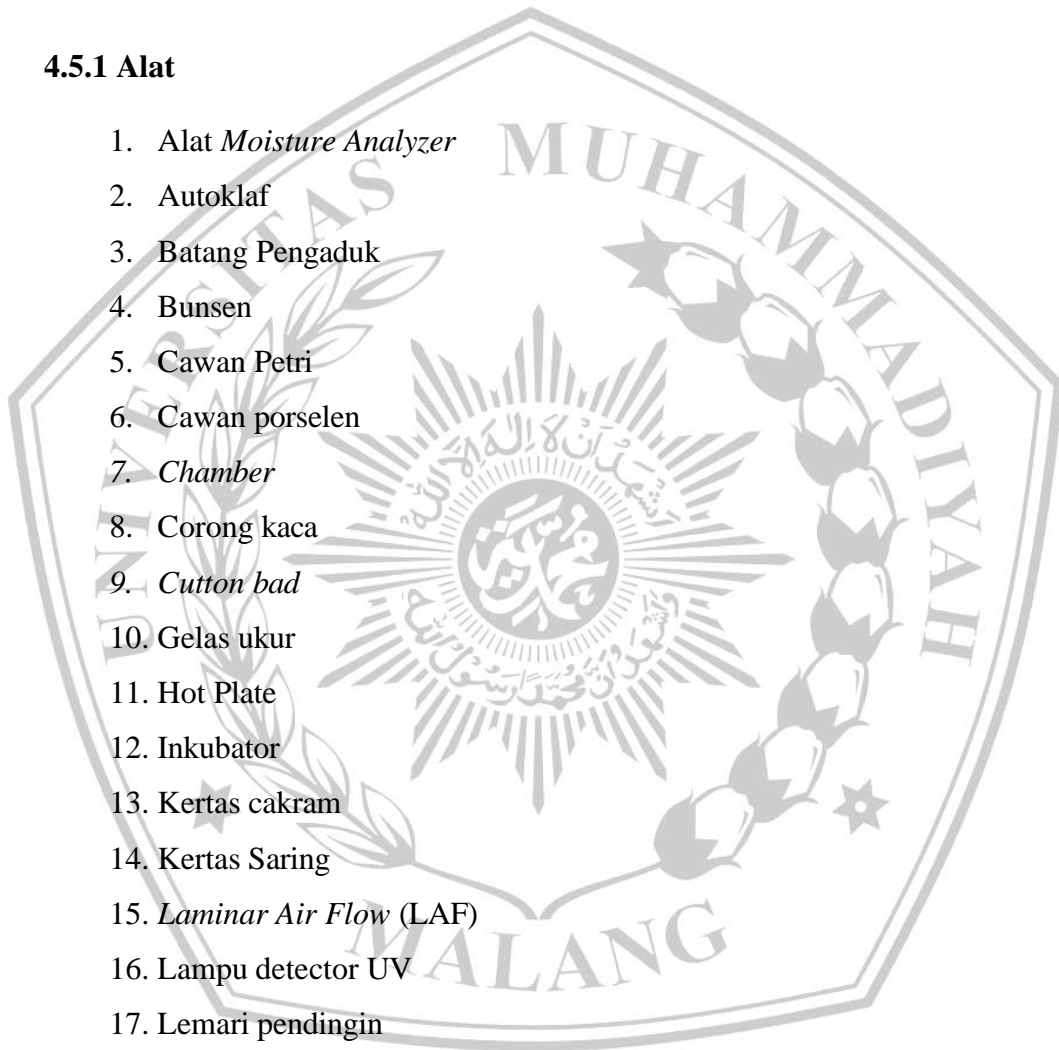 4.5.1 Alat
1. Alat Moisture Analyzer
2. Autoklaf
3. Batang Pengaduk
4. Bunsen
5. Cawan Petri
6. Cawan porselen
7. Chamber
8. Corong kaca
9. Cutton bad
10. Gelas ukur
11. Hot Plate
12. Inkubator
13. Kertas cakram
14. Kertas Saring
15. Laminar Air Flow (LAF)
16. Lampu detector UV
17. Lemari pendingin
UNIVERSITAS MUHAMMADIYAH
MALANG